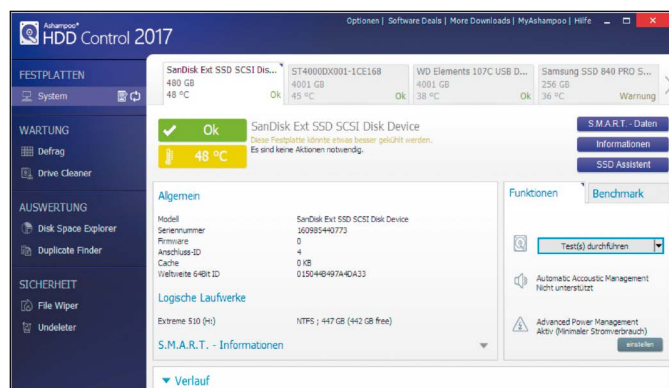 Ashampoo®
HDD Control 2017
Optionen | Software Deals | More Downloads | MyAshampoo | Hilfe
FESTPLATTEN
System
WARTUNG
Defrag
Drive Cleaner
AUSWERTUNG
Disk Space Explorer
Duplicate Finder
SICHERHEIT
File Wiper
Undeleter
SanDisk Ext SSD SCSI Dis...
480 GB
48 °C Ok
ST4000DX001-1CE168
4001 GB
45 °C Ok
WD Elements 107C USB D...
4001 GB
38 °C Ok
Samsung SSD 840 PRO S...
256 GB
36 °C Warnung
Ok
48 °C
SanDisk Ext SSD SCSI Disk Device
Diese Festplatte könnte etwas besser gekühlt werden.
Es sind keine Aktionen notwendig.
S.M.A.R.T. - Daten
Informationen
SSD Assistent
Allgemein
Modell SanDisk Ext SSD SCSI Disk Device
Seriennummer 160985440773
Firmware 0
Anschluss-ID 4
Cache 0 KB
Weltweite 64Bit ID 015044B497A4DA33
Logische Laufwerke
Extreme 510 (H:) NTFS ; 447 GB (442 GB free)
S.M.A.R.T. - Informationen
Verlauf
Funktionen
Benchmark
Test(s) durchführen
Automatic Accoustic Management
Nicht unterstützt
Advanced Power Management
Aktiv (Minimaler Stromverbrauch)
einstellen